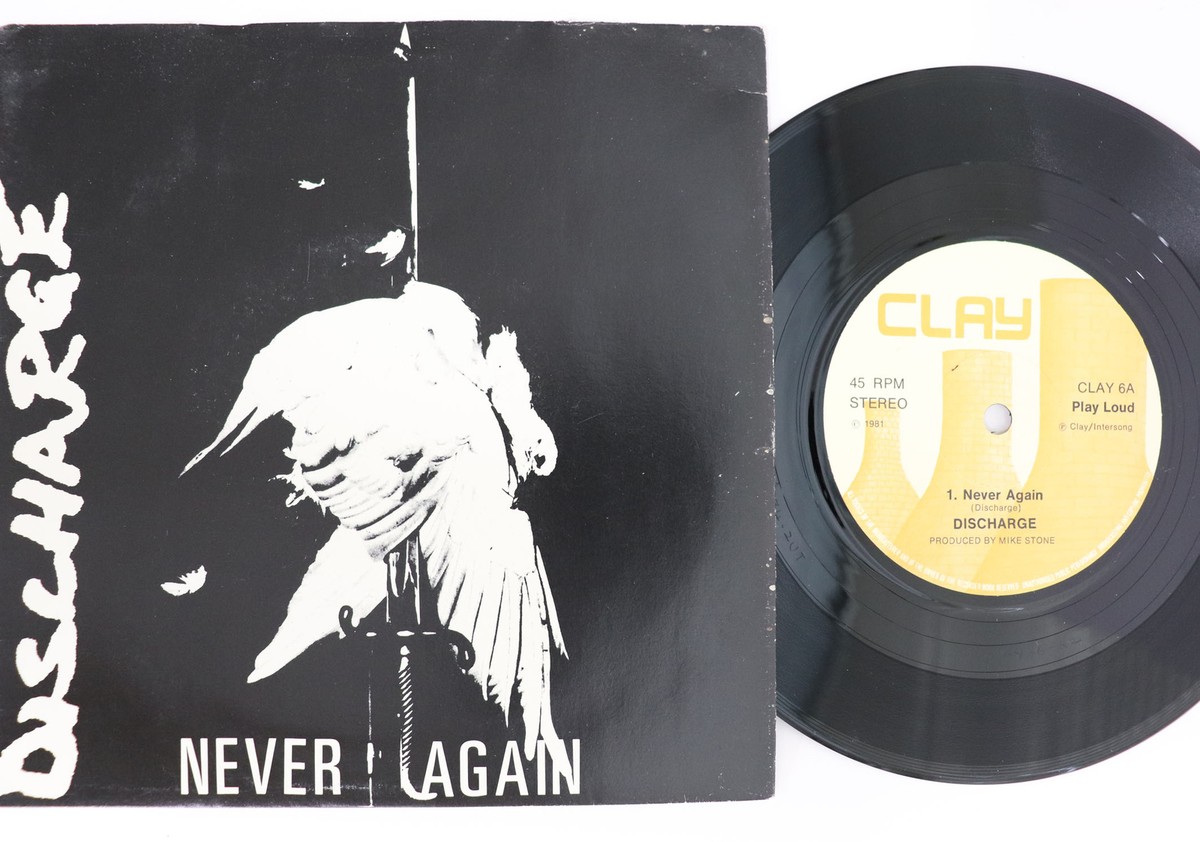 DISCHARGE
NEVER AGAIN
CLAY
45 RPM
STEREO
℗ 1981
CLAY 6A
Play Loud
℗ Clay/Intersong
1. Never Again
(Discharge)
DISCHARGE
PRODUCED BY MIKE STONE